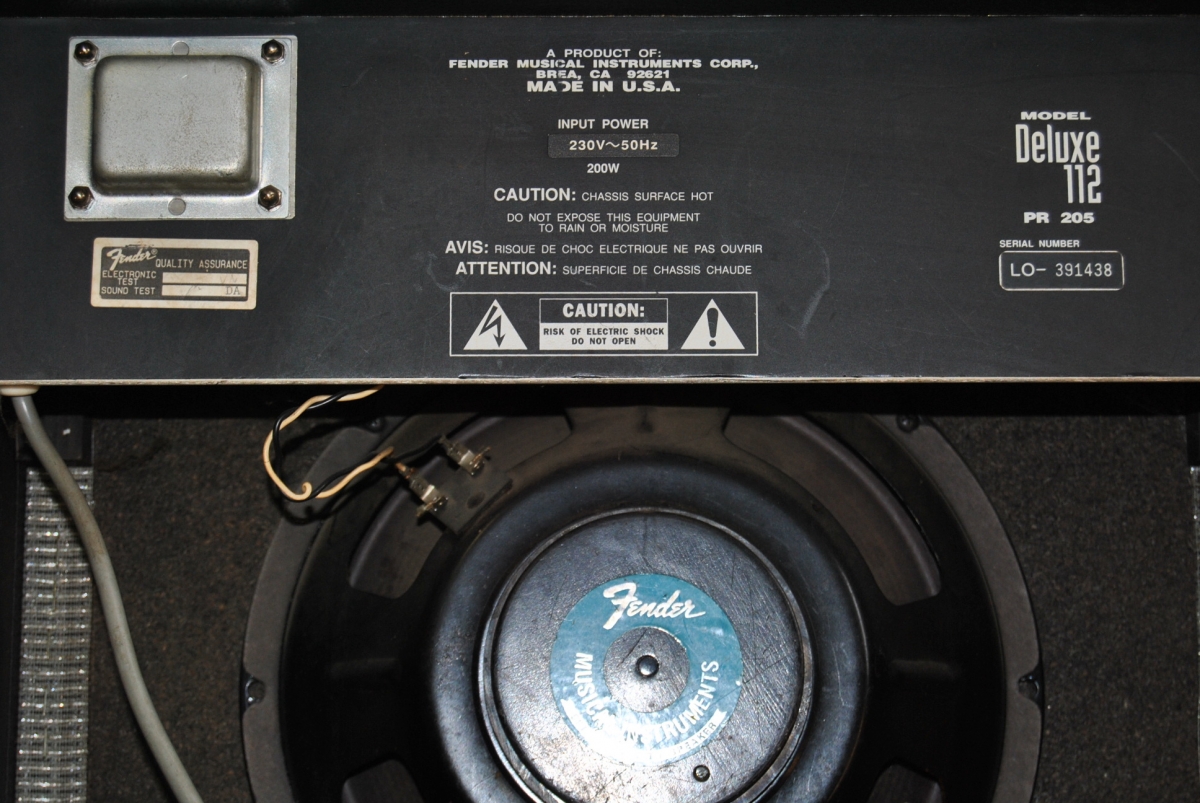 A PRODUCT OF:
FENDER MUSICAL INSTRUMENTS CORP.,
BREA, CA 92621
MADE IN U.S.A.
INPUT POWER
230V~50Hz
200W
CAUTION: CHASSIS SURFACE HOT
DO NOT EXPOSE THIS EQUIPMENT
TO RAIN OR MOISTURE
AVIS: RISQUE DE CHOC ELECTRIQUE NE PAS OUVRIR
ATTENTION: SUPERFICIE DE CHASSIS CHAUDE
CAUTION:
RISK OF ELECTRIC SHOCK
DO NOT OPEN
MODEL
Deluxe
112
PR 205
SERIAL NUMBER
LO- 391438
Fender®
QUALITY ASSURANCE
ELECTRONIC
TEST
SOUND TEST DA
Fender
MUSICAL INSTRUMENTS